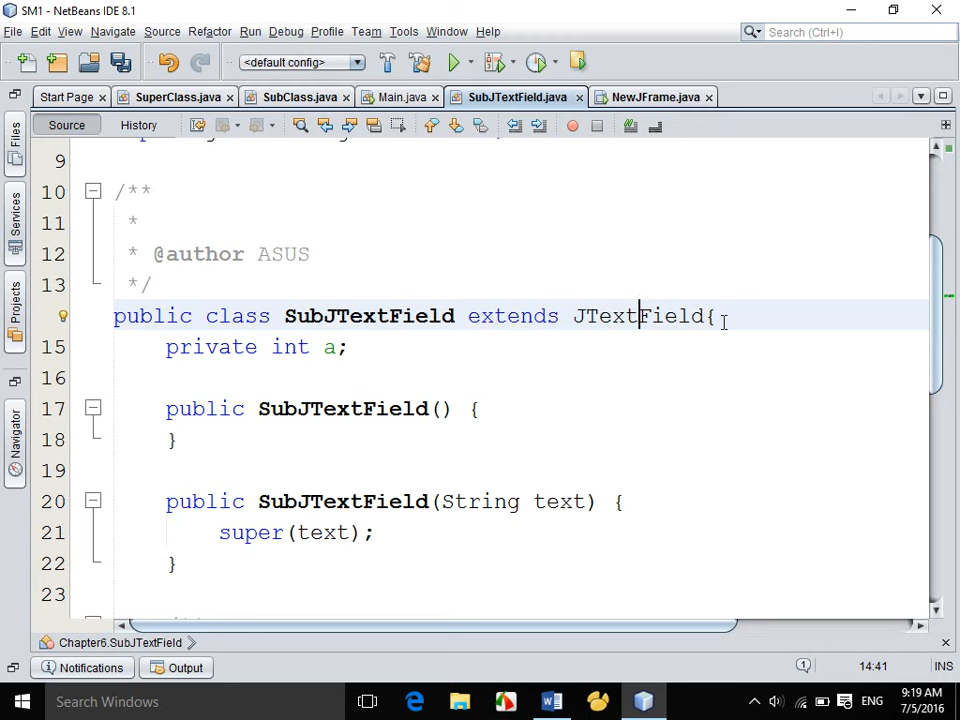 SM1 - NetBeans IDE 8.1
File Edit View Navigate Source Refactor Run Debug Profile Team Tools Window Help
Search (Ctrl+I)
<default config>
Start Page SuperClass.java SubClass.java Main.java SubJTextField.java NewJFrame.java
Source History
Files
Services
Projects
Navigator
9
10 /**
11 *
12 * @author ASUS
13 */
public class SubJTextField extends JTextField{
15 private int a;
16
17 public SubJTextField() {
18 }
19
20 public SubJTextField(String text) {
21 super(text);
22 }
23
Chapter6.SubJTextField
Notifications Output
1 14:41 INS
Search Windows
ENG
9:19 AM
7/5/2016